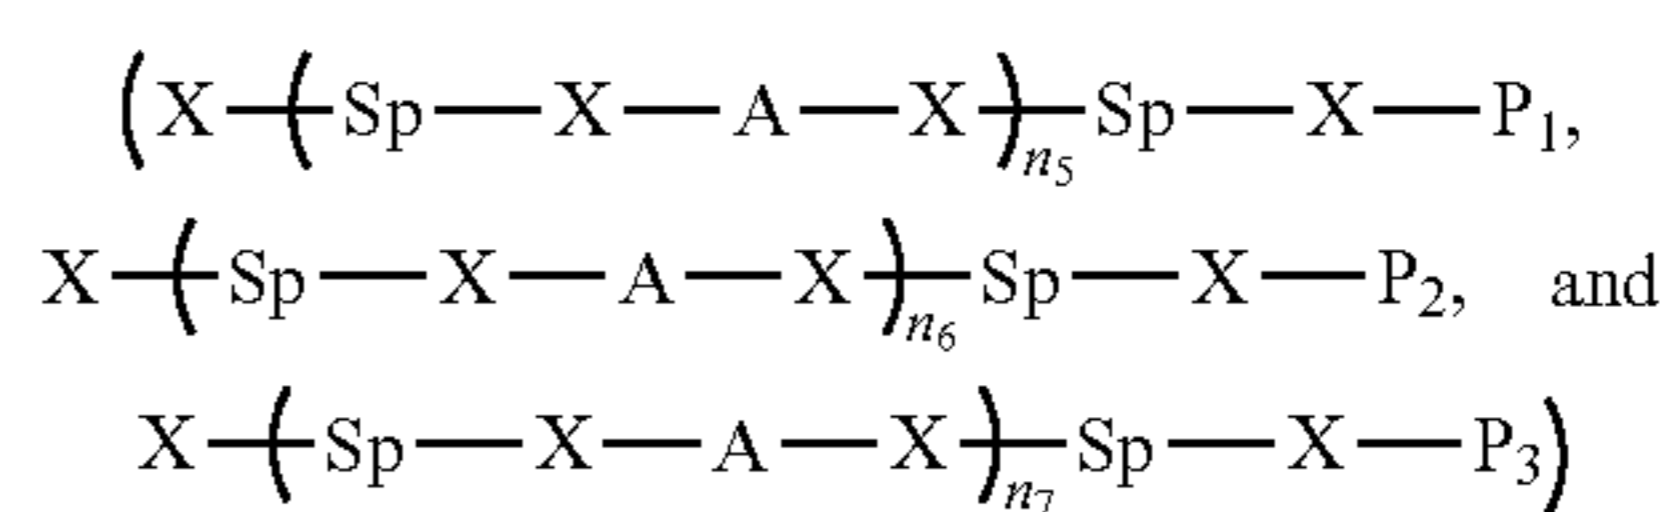 (X—(Sp—X—A—X)n₅—Sp—X—P₁,
X—(Sp—X—A—X)n₆—Sp—X—P₂, and
X—(Sp—X—A—X)n₇—Sp—X—P₃)